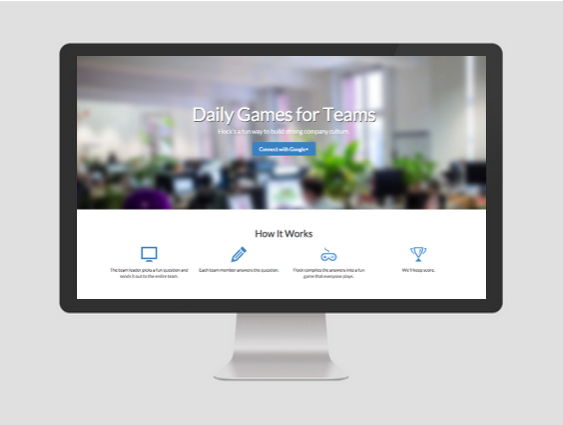 Daily Games for Teams
Flock's a fun way to build strong company culture.
Connect with Google+
How It Works
The team leader picks a fun question and
sends it out to the entire team.
Each team member answers the question.
Flock compiles the answers into a fun
game that everyone plays.
We'll keep score.